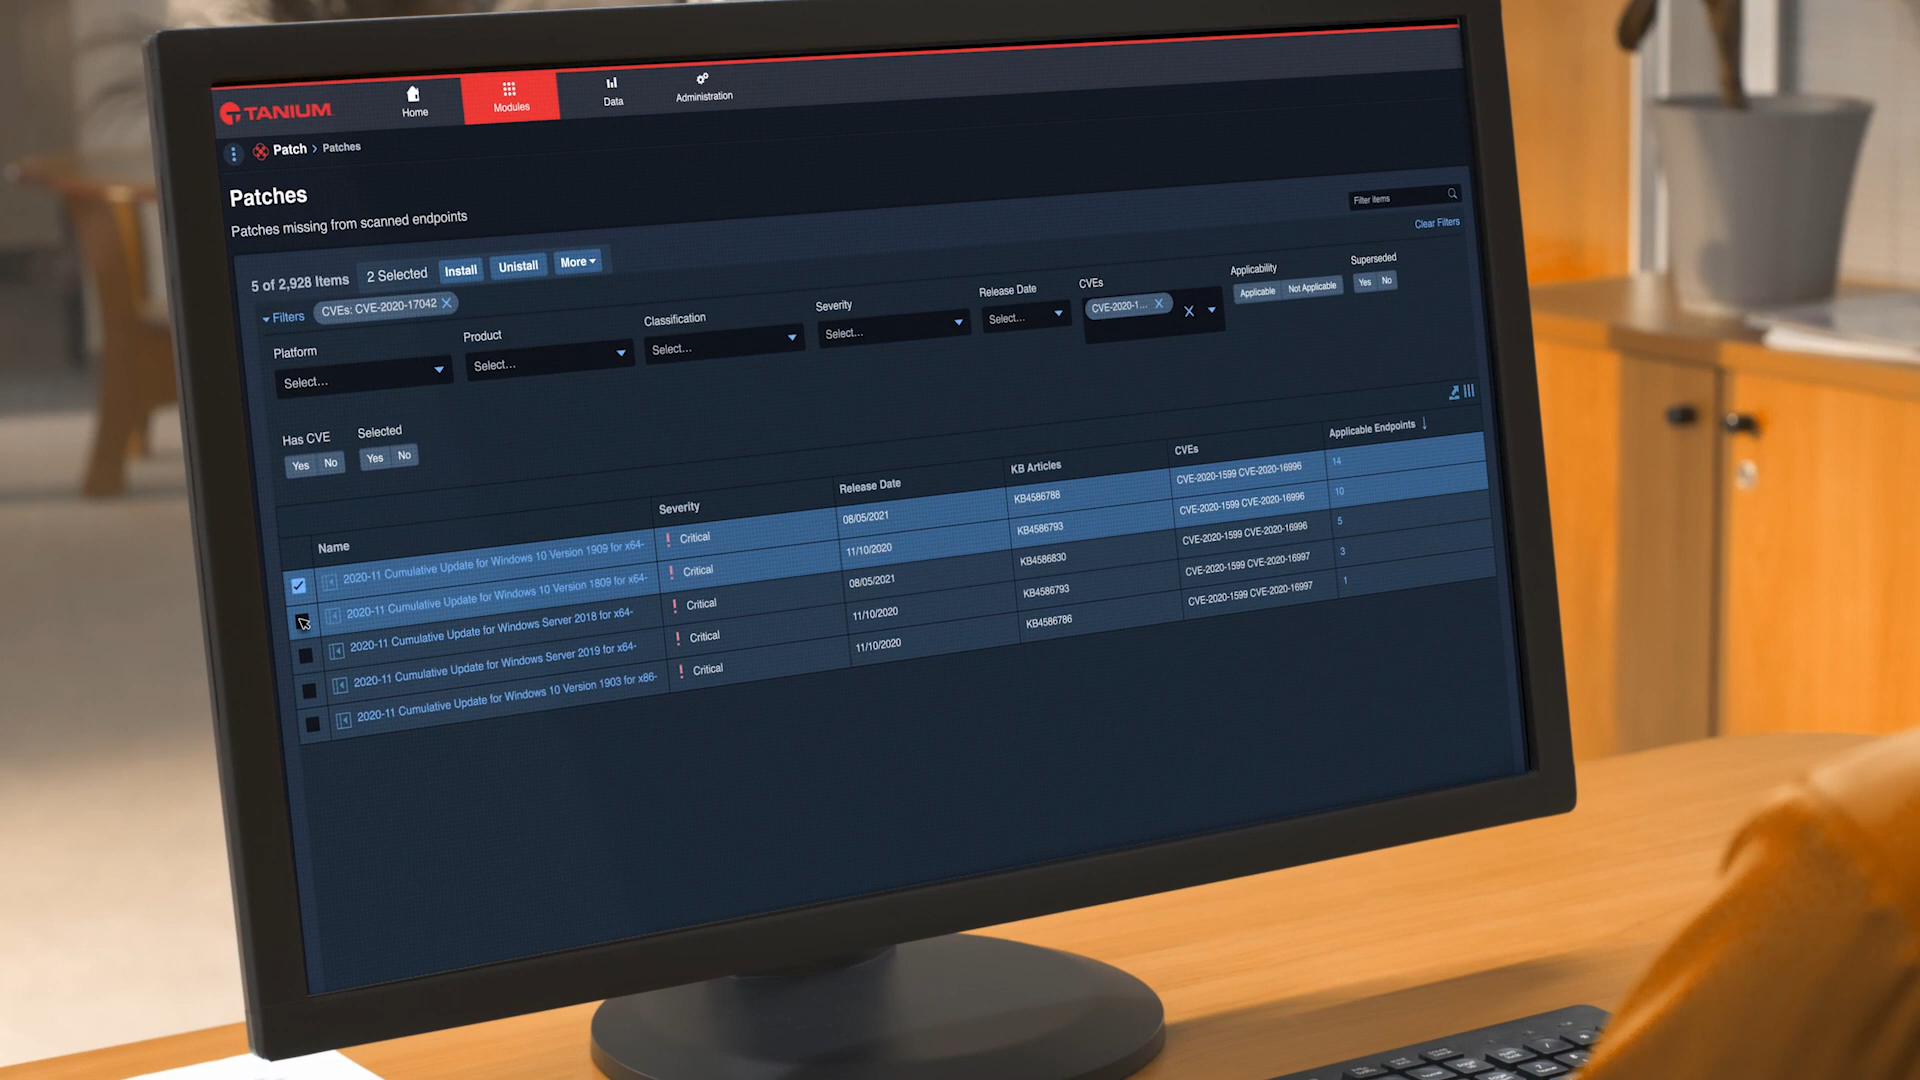 TANIUM
Home
Modules
Data
Administration
Patch > Patches
Patches
Patches missing from scanned endpoints
Filter items
Clear Filters
5 of 2,928 Items
2 Selected
Install
Unistall
More
Filters
CVEs: CVE-2020-17042
Platform
Product
Classification
Severity
Release Date
CVEs
Applicability
Superseded
Select...
Select...
Select...
Select...
Select...
CVE-2020-1...
Applicable
Not Applicable
Yes
No
Has CVE
Selected
Yes
No
Yes
No
Name
Severity
Release Date
KB Articles
CVEs
Applicable Endpoints
2020-11 Cumulative Update for Windows 10 Version 1909 for x64- Critical 08/05/2021 KB4586788 CVE-2020-1599 CVE-2020-16996 14
2020-11 Cumulative Update for Windows 10 Version 1809 for x64- Critical 11/10/2020 KB4586793 CVE-2020-1599 CVE-2020-16996 10
2020-11 Cumulative Update for Windows Server 2018 for x64- Critical 08/05/2021 KB4586830 CVE-2020-1599 CVE-2020-16996 5
2020-11 Cumulative Update for Windows Server 2019 for x64- Critical 11/10/2020 KB4586793 CVE-2020-1599 CVE-2020-16997 3
2020-11 Cumulative Update for Windows 10 Version 1903 for x86- Critical 11/10/2020 KB4586786 CVE-2020-1599 CVE-2020-16997 1